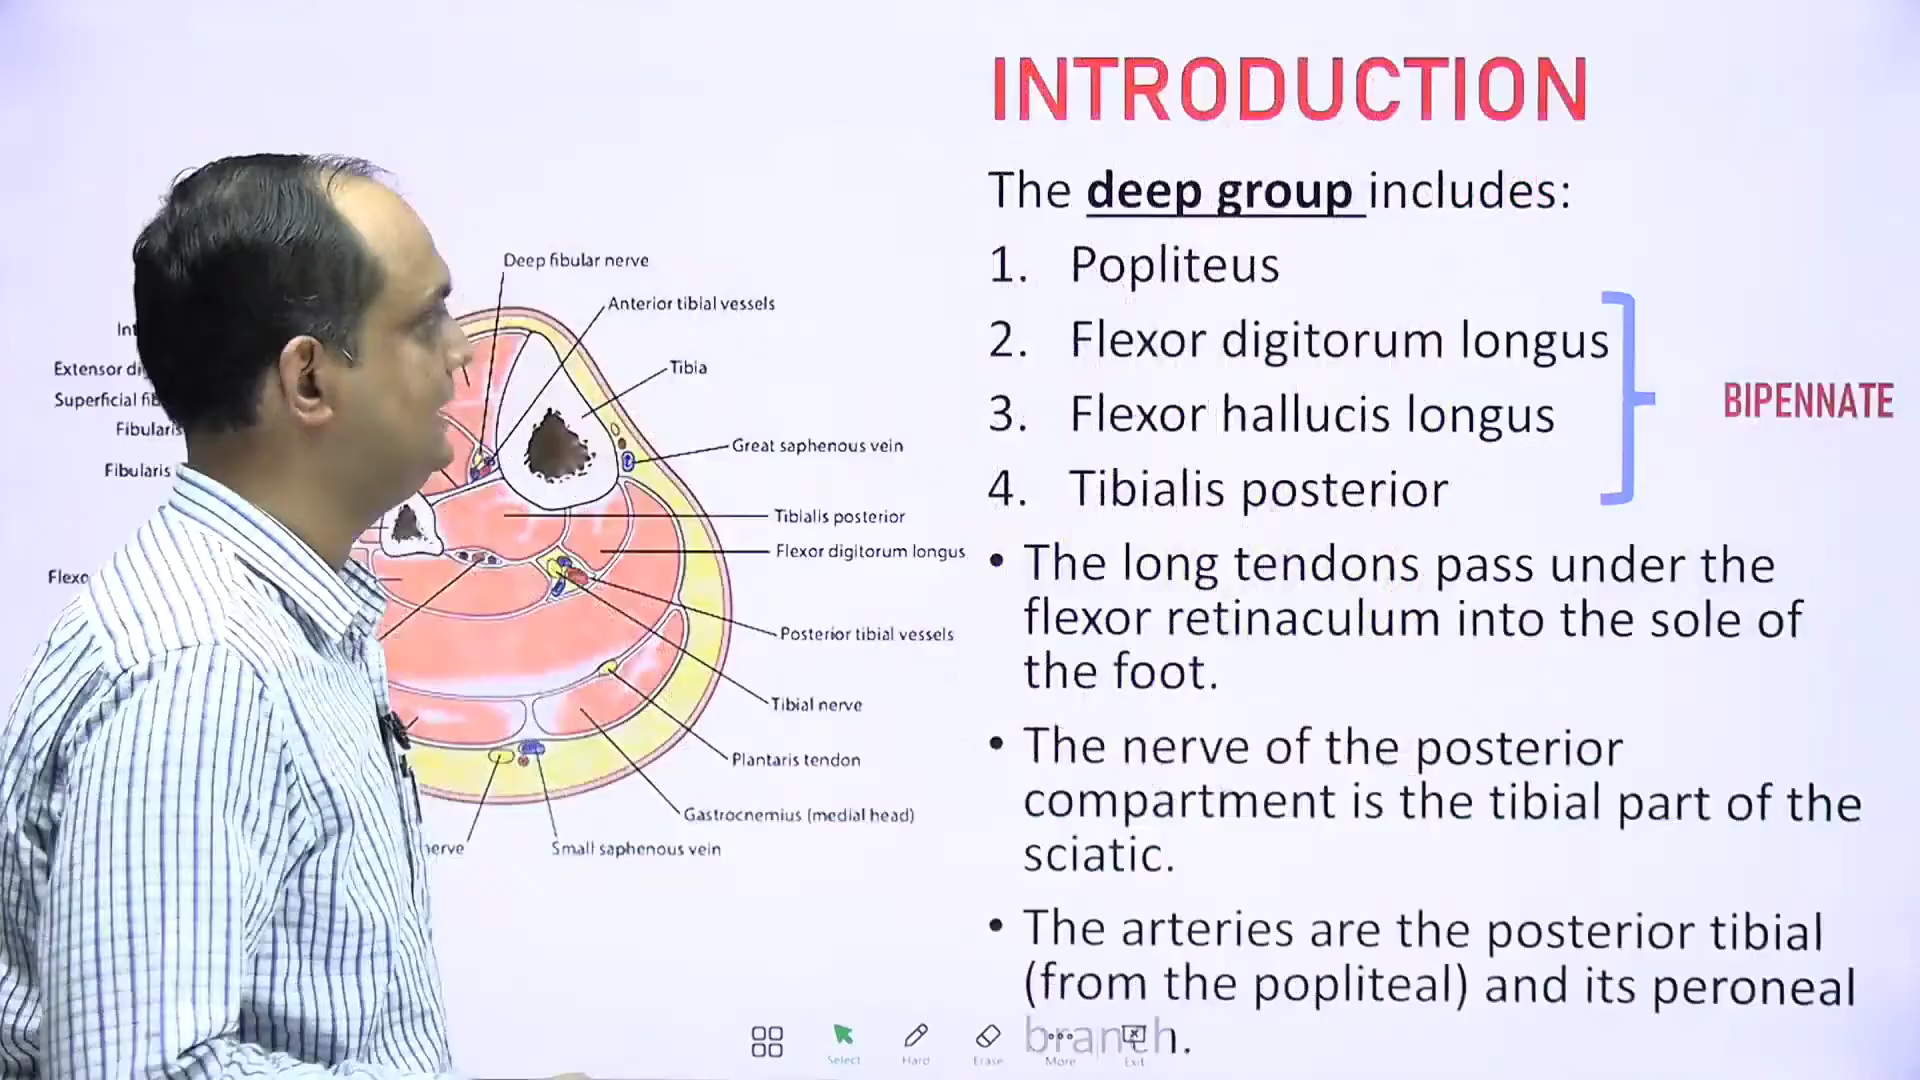 INTRODUCTION
The deep group includes:
1. Popliteus
2. Flexor digitorum longus
3. Flexor hallucis longus
4. Tibialis posterior
BIPENNATE
• The long tendons pass under the
flexor retinaculum into the sole of
the foot.
• The nerve of the posterior
compartment is the tibial part of the
sciatic.
• The arteries are the posterior tibial
(from the popliteal) and its peroneal
branch.
Deep fibular nerve
Anterior tibial vessels
Tibia
Great saphenous vein
Tibialis posterior
Flexor digitorum longus
Posterior tibial vessels
Tibial nerve
Plantaris tendon
Gastrocnemius (medial head)
Small saphenous vein
nerve
Extensor
Superficial
Fibularis
Fibularis
Select
Hard
Erase
More
Exit